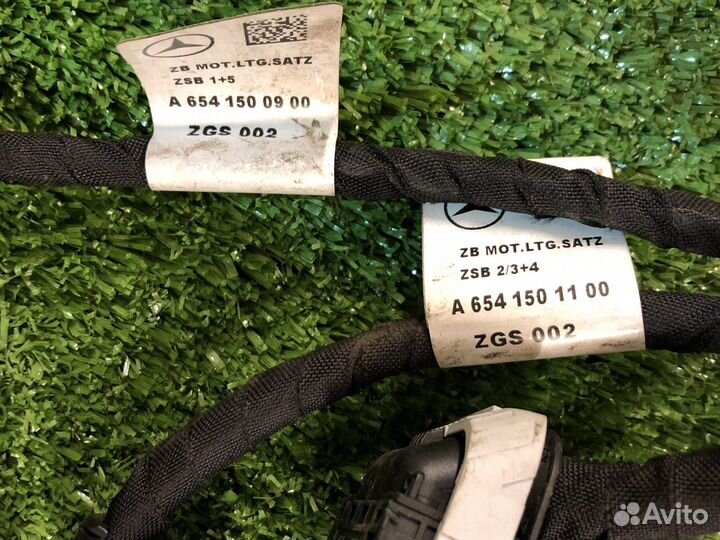 ZB MOT.LTG.SATZ
ZSB 1+5
A 654 150 09 00
ZGS 002
ZB MOT.LTG.SATZ
ZSB 2/3+4
A 654 150 11 00
ZGS 002
Avito